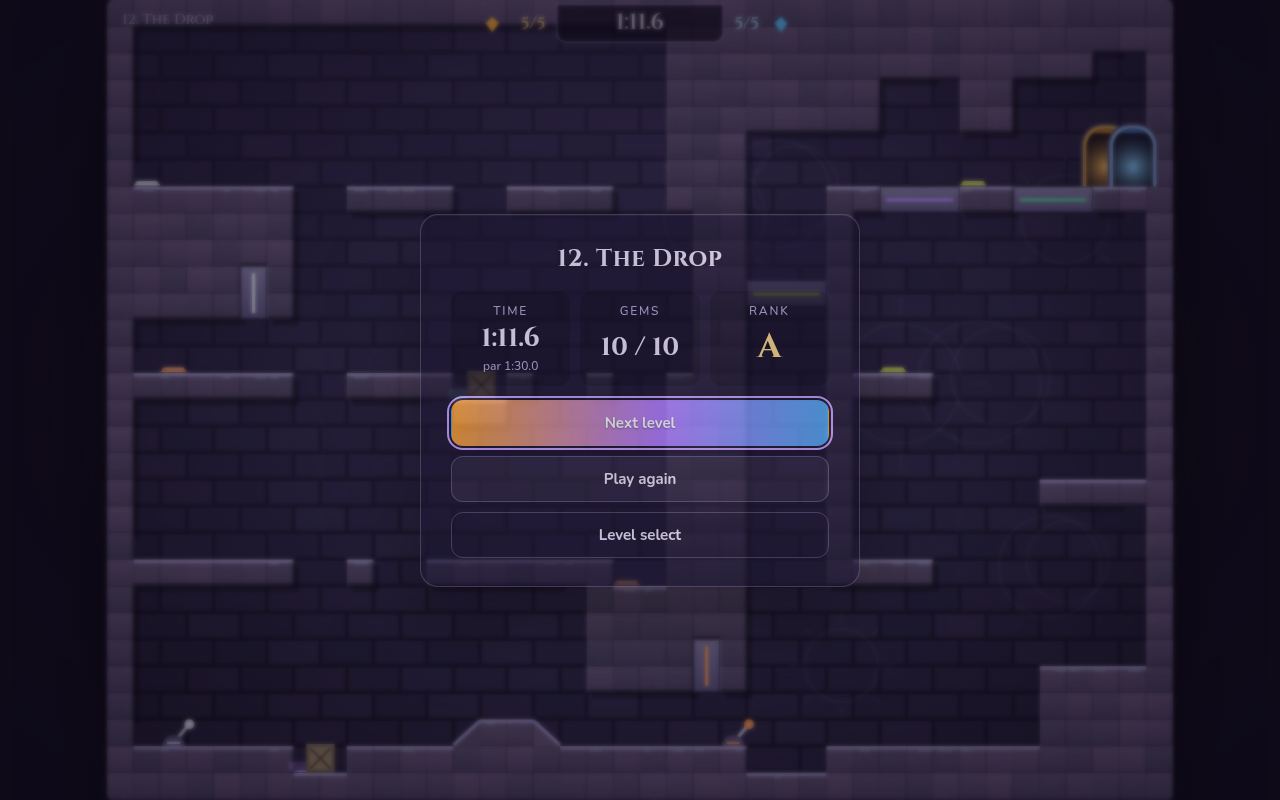 12. The Drop
5/5
1:11.6
5/5
12. The Drop
TIME
1:11.6
par 1:30.0
GEMS
10 / 10
RANK
A
Next level
Play again
Level select